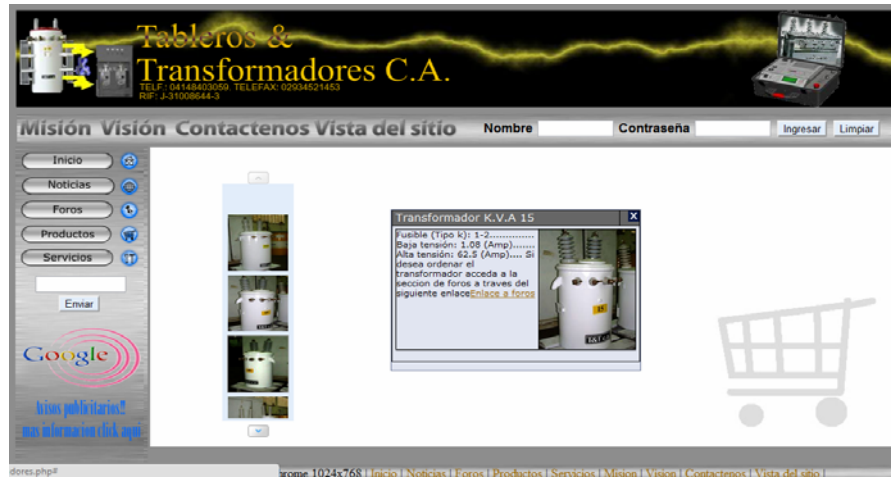 Tableros &
Transformadores C.A.
TELF.: 04148403059. TELEFAX: 02934521453
RIF: J-31008644-3
Misión Visión Contactenos Vista del sitio Nombre Contraseña Ingresar Limpiar
Inicio
Noticias
Foros
Productos
Servicios
Enviar
Google
Avisos publicitarios!!
mas informacion click aqui
Transformador K.V.A 15 X
Fusible (Tipo k): 1-2.............
Baja tensión: 1.08 (Amp).......
Alta tensión: 62.5 (Amp).... Si
desea ordenar el
transformador acceda a la
seccion de foros a traves del
siguiente enlaceEnlace a foros
15
dores.php#
hrome 1024x768 | Inicio | Noticias | Foros | Productos | Servicios | Mision | Vision | Contactenos | Vista del sitio |